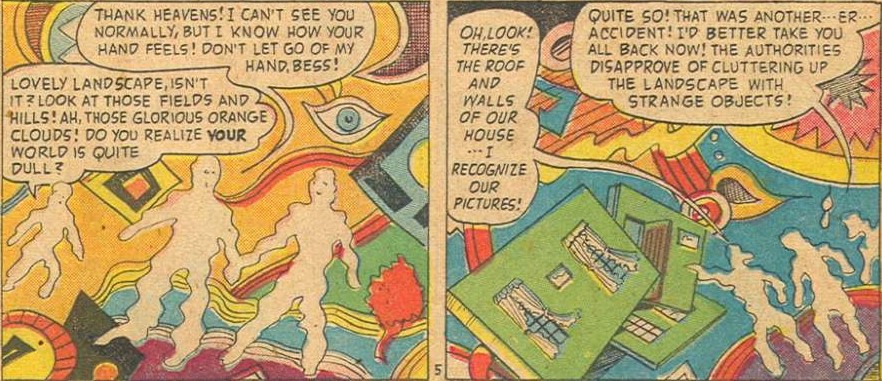 THANK HEAVENS! I CAN'T SEE YOU
NORMALLY, BUT I KNOW HOW YOUR
HAND FEELS! DON'T LET GO OF MY
HAND, BESS!
LOVELY LANDSCAPE, ISN'T
IT? LOOK AT THOSE FIELDS AND
HILLS! AH, THOSE GLORIOUS ORANGE
CLOUDS! DO YOU REALIZE YOUR
WORLD IS QUITE
DULL?
OH, LOOK!
THERE'S
THE ROOF
AND
WALLS
OF OUR
HOUSE
...I
RECOGNIZE
OUR
PICTURES!
QUITE SO! THAT WAS ANOTHER...ER...
ACCIDENT! I'D BETTER TAKE YOU
ALL BACK NOW! THE AUTHORITIES
DISAPPROVE OF CLUTTERING UP
THE LANDSCAPE WITH
STRANGE OBJECTS!
5